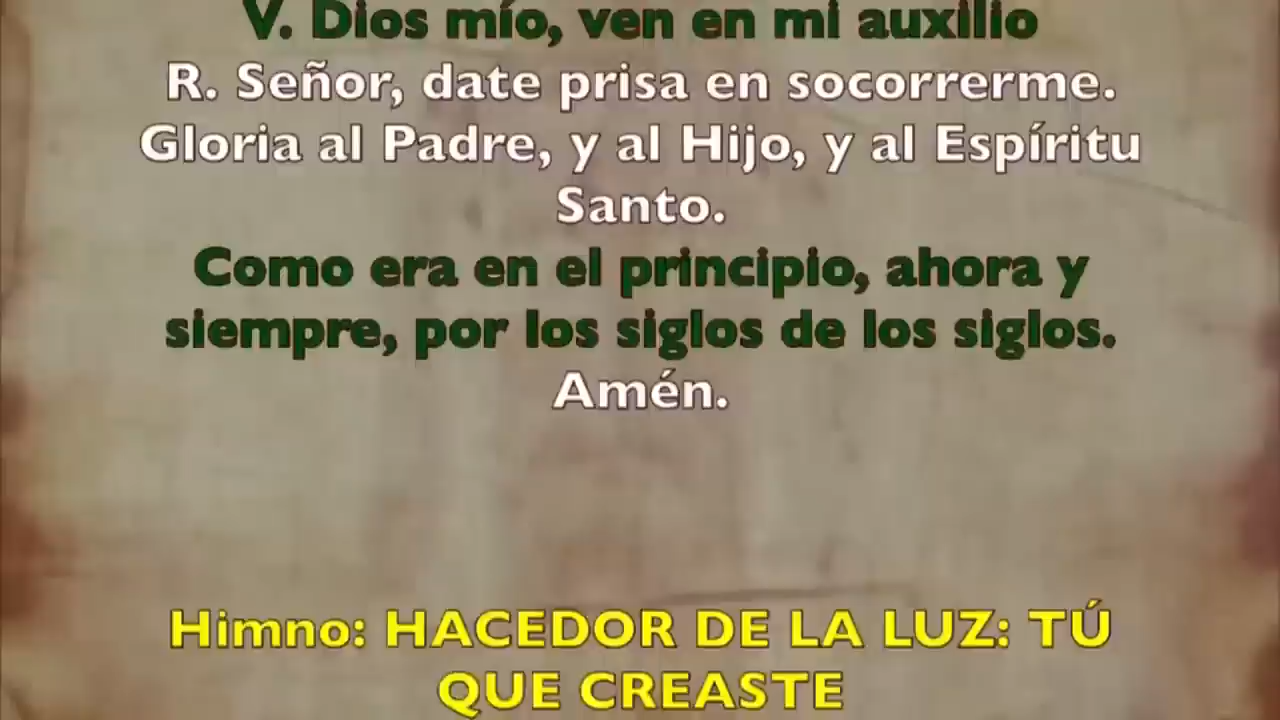 V. Dios mío, ven en mi auxilio
R. Señor, date prisa en socorrerme.
Gloria al Padre, y al Hijo, y al Espíritu
Santo.
Como era en el principio, ahora y
siempre, por los siglos de los siglos.
Amén.
Himno: HACEDOR DE LA LUZ: TÚ
QUE CREASTE